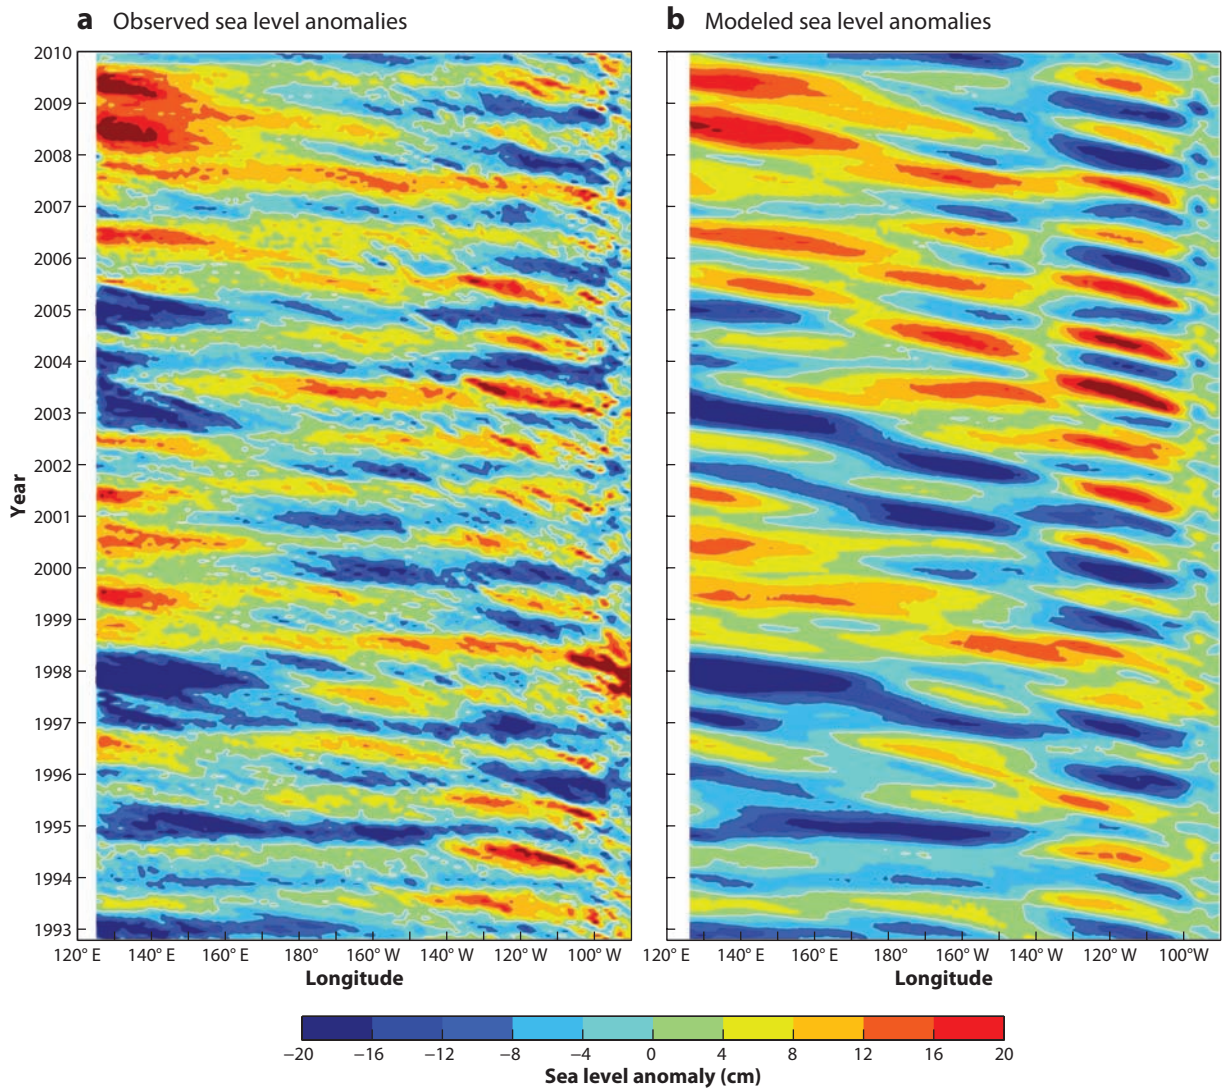 a Observed sea level anomalies
b Modeled sea level anomalies
2010
2009
2008
2007
2006
2005
2004
2003
2002
2001
2000
1999
1998
1997
1996
1995
1994
1993
Year
120° E 140° E 160° E 180° 160° W 140° W 120° W 100° W
Longitude
120° E 140° E 160° E 180° 160° W 140° W 120° W 100°W
Longitude
−20 −16 −12 −8 −4 0 4 8 12 16 20
Sea level anomaly (cm)